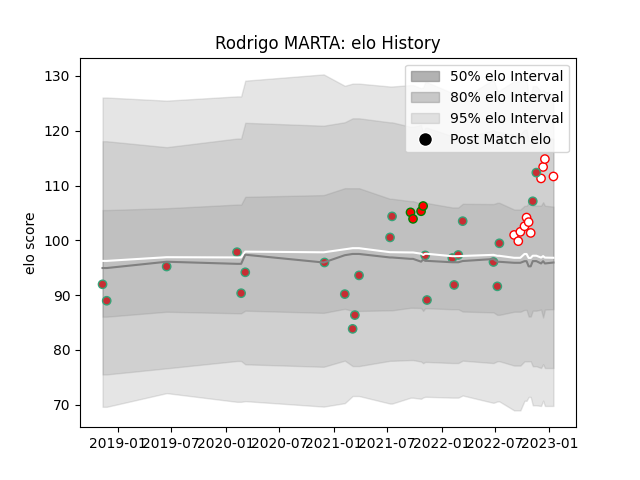 Rodrigo MARTA: elo History
50% elo Interval
80% elo Interval
95% elo Interval
Post Match elo
elo score
130
120
110
100
90
80
70
2019-01 2019-07 2020-01 2020-07 2021-01 2021-07 2022-01 2022-07 2023-01